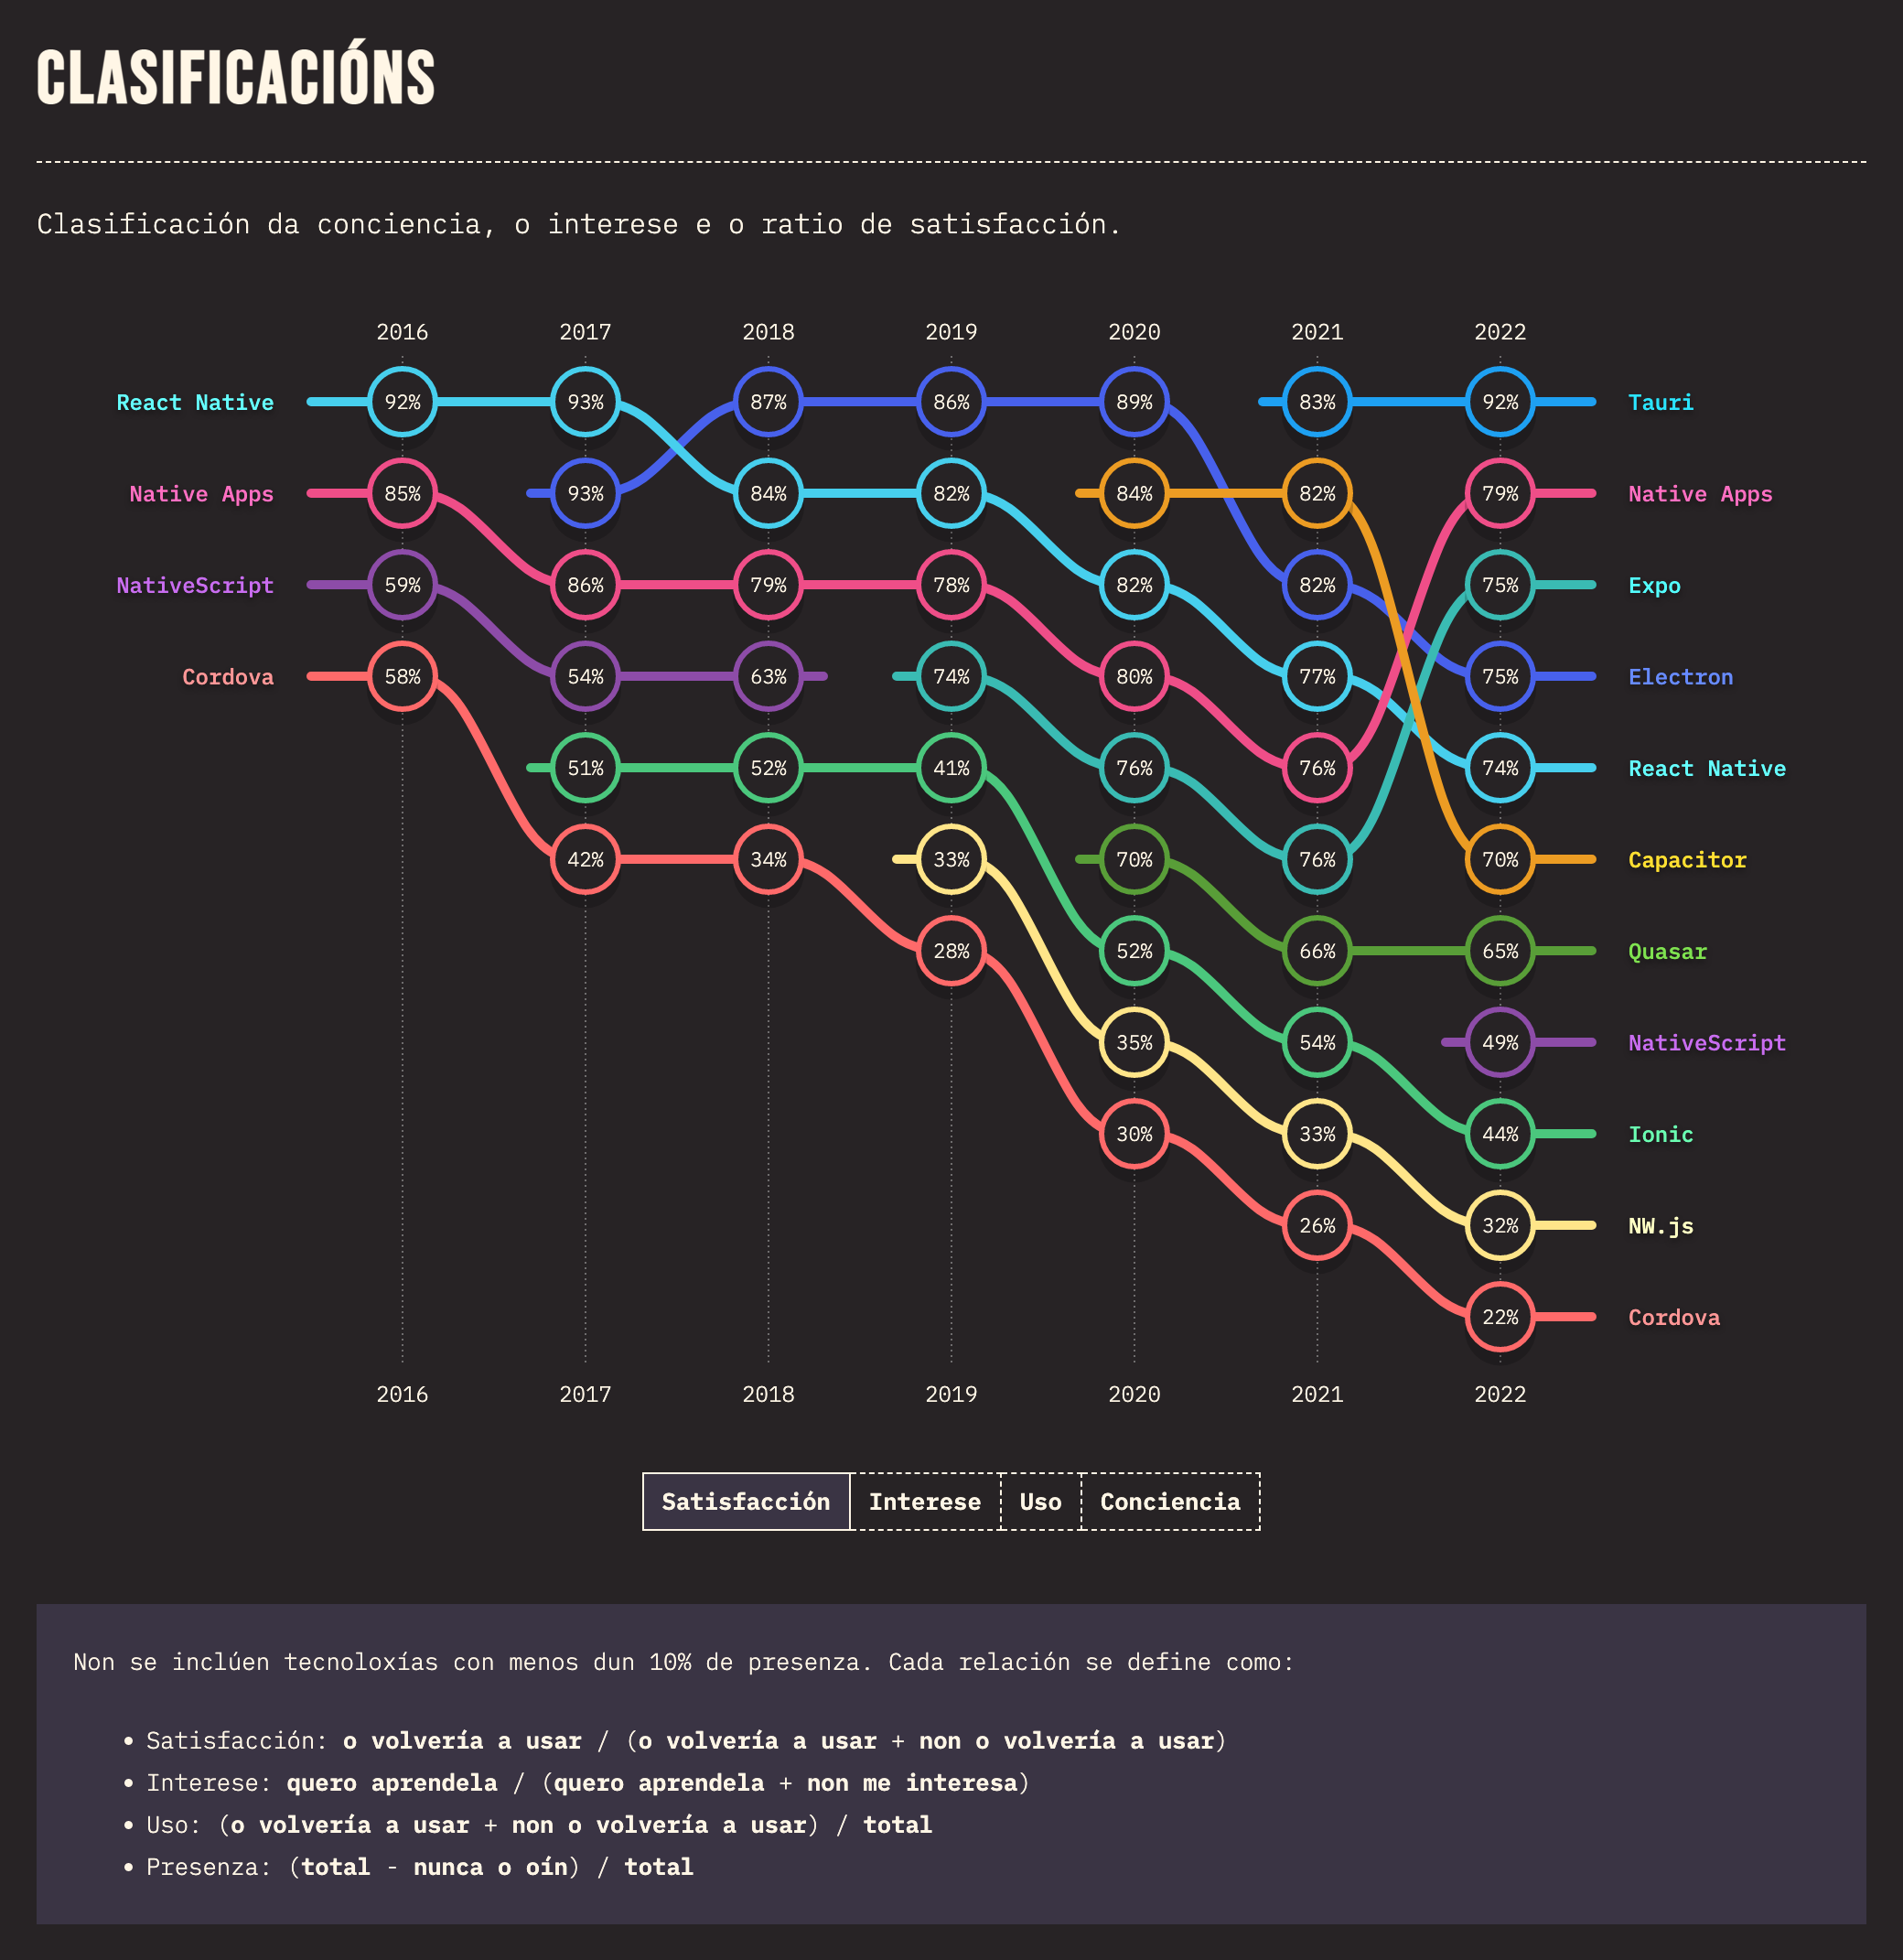 CLASIFICACIÓNS
Clasificación da conciencia, o interese e o ratio de satisfacción.
2016 2017 2018 2019 2020 2021 2022
React Native 92% 93% 87% 86% 89% 83% 92% Tauri
Native Apps 85% 93% 84% 82% 84% 82% 79% Native Apps
NativeScript 59% 86% 79% 78% 82% 82% 75% Expo
Cordova 58% 54% 63% 74% 80% 77% 75% Electron
51% 52% 41% 76% 76% 74% React Native
42% 34% 33% 70% 76% 70% Capacitor
28% 52% 66% 65% Quasar
35% 54% 49% NativeScript
30% 33% 44% Ionic
26% 32% NW.js
22% Cordova
2016 2017 2018 2019 2020 2021 2022
Satisfacción Interese Uso Conciencia
Non se inclúen tecnoloxías con menos dun 10% de presenza. Cada relación se define como:
• Satisfacción: o volvería a usar / (o volvería a usar + non o volvería a usar)
• Interese: quero aprendela / (quero aprendela + non me interesa)
• Uso: (o volvería a usar + non o volvería a usar) / total
• Presenza: (total - nunca o oín) / total